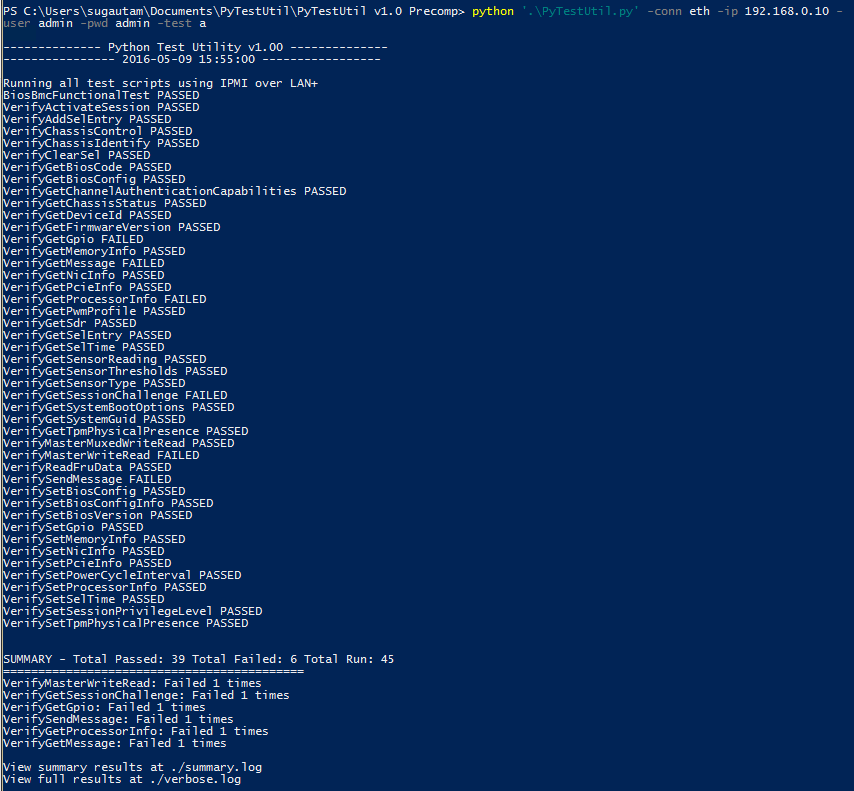 PS C:\Users\sugautam\Documents\PyTestUtil\PyTestUtil v1.0 Precomp> python '.\PyTestUtil.py' -conn eth -ip 192.168.0.10 -
user admin -pwd admin -test a
-------------- Python Test Utility v1.00 --------------
---------------- 2016-05-09 15:55:00 -----------------
Running all test scripts using IPMI over LAN+
BiosBmcFunctionalTest PASSED
VerifyActivateSession PASSED
VerifyAddSelEntry PASSED
VerifyChassisControl PASSED
VerifyChassisIdentify PASSED
VerifyClearSel PASSED
VerifyGetBiosCode PASSED
VerifyGetBiosConfig PASSED
VerifyGetChannelAuthenticationCapabilities PASSED
VerifyGetChassisStatus PASSED
VerifyGetDeviceId PASSED
VerifyGetFirmwareVersion PASSED
VerifyGetGpio FAILED
VerifyGetMemoryInfo PASSED
VerifyGetMessage FAILED
VerifyGetNicInfo PASSED
VerifyGetPcieInfo PASSED
VerifyGetProcessorInfo FAILED
VerifyGetPwmProfile PASSED
VerifyGetSdr PASSED
VerifyGetSelEntry PASSED
VerifyGetSelTime PASSED
VerifyGetSensorReading PASSED
VerifyGetSensorThresholds PASSED
VerifyGetSensorType PASSED
VerifyGetSessionChallenge FAILED
VerifyGetSystemBootOptions PASSED
VerifyGetSystemGuid PASSED
VerifyGetTpmPhysicalPresence PASSED
VerifyMasterMuxedWriteRead PASSED
VerifyMasterWriteRead FAILED
VerifyReadFruData PASSED
VerifySendMessage FAILED
VerifySetBiosConfig PASSED
VerifySetBiosConfigInfo PASSED
VerifySetBiosVersion PASSED
VerifySetGpio PASSED
VerifySetMemoryInfo PASSED
VerifySetNicInfo PASSED
VerifySetPcieInfo PASSED
VerifySetPowerCycleInterval PASSED
VerifySetProcessorInfo PASSED
VerifySetSelTime PASSED
VerifySetSessionPrivilegeLevel PASSED
VerifySetTpmPhysicalPresence PASSED
SUMMARY - Total Passed: 39 Total Failed: 6 Total Run: 45
===========================================
VerifyMasterWriteRead: Failed 1 times
VerifyGetSessionChallenge: Failed 1 times
VerifyGetGpio: Failed 1 times
VerifySendMessage: Failed 1 times
VerifyGetProcessorInfo: Failed 1 times
VerifyGetMessage: Failed 1 times
View summary results at ./summary.log
View full results at ./verbose.log